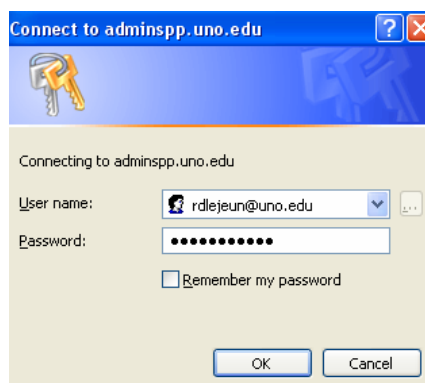 Connect to adminspp.uno.edu
Connecting to adminspp.uno.edu
User name: rdlejeun@uno.edu ...
Password: ●●●●●●●●●●●
Remember my password
OK Cancel